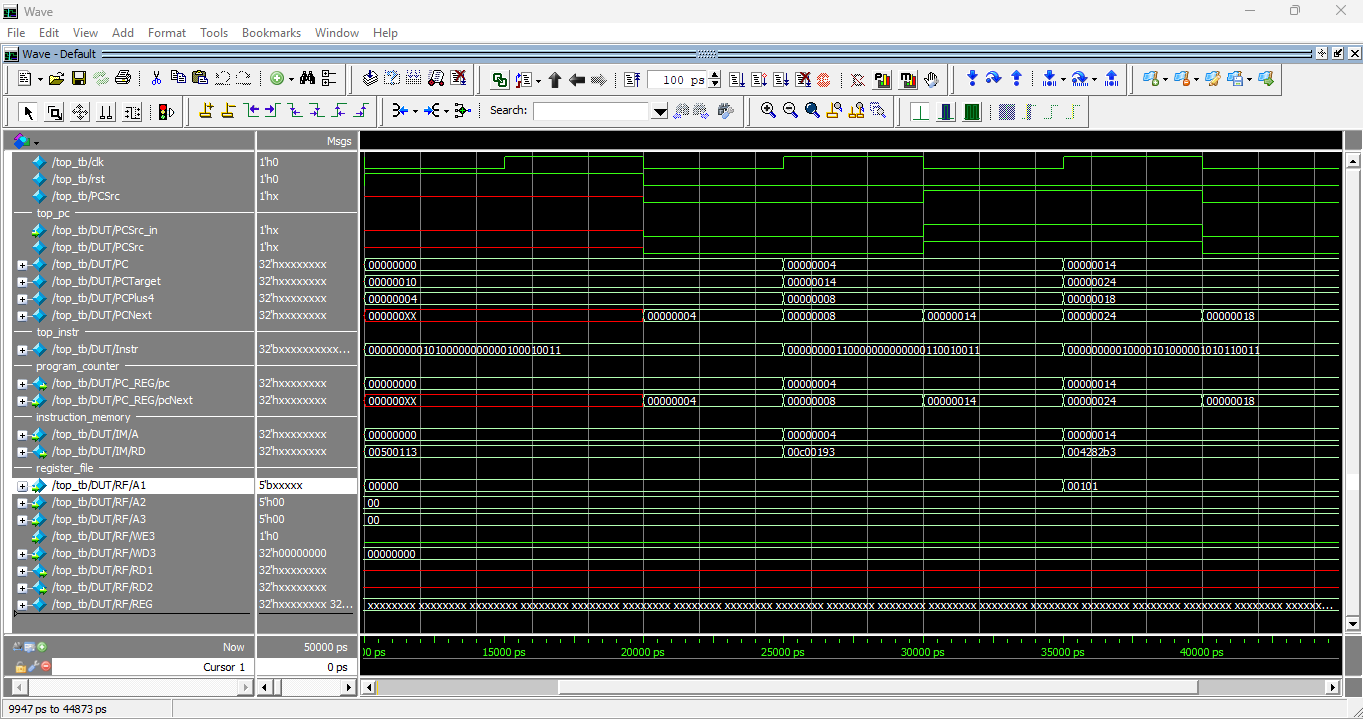 Wave
File Edit View Add Format Tools Bookmarks Window Help
Wave - Default
100 ps
Search:
Msgs
/top_tb/clk 1'h0
/top_tb/rst 1'h0
/top_tb/PCSrc 1'hx
top_pc
/top_tb/DUT/PCSrc_in 1'hx
/top_tb/DUT/PCSrc 1'hx
/top_tb/DUT/PC 32'hxxxxxxxx 00000000 00000004 00000014
/top_tb/DUT/PCTarget 32'hxxxxxxxx 00000010 00000014 00000024
/top_tb/DUT/PCPlus4 32'hxxxxxxxx 00000004 00000008 00000018
/top_tb/DUT/PCNext 32'hxxxxxxxx 000000XX 00000004 00000008 00000014 00000024 00000018
top_instr
/top_tb/DUT/Instr 32'bxxxxxxxxxx... 00000000010100000000000100010011 00000000110000000000000110010011 00000000010000101000001010110011
program_counter
/top_tb/DUT/PC_REG/pc 32'hxxxxxxxx 00000000 00000004 00000014
/top_tb/DUT/PC_REG/pcNext 32'hxxxxxxxx 000000XX 00000004 00000008 00000014 00000024 00000018
instruction_memory
/top_tb/DUT/IM/A 32'hxxxxxxxx 00000000 00000004 00000014
/top_tb/DUT/IM/RD 32'hxxxxxxxx 00500113 00c00193 004282b3
register_file
/top_tb/DUT/RF/A1 5'bxxxxx 00000 00101
/top_tb/DUT/RF/A2 5'h00 00
/top_tb/DUT/RF/A3 5'h00 00
/top_tb/DUT/RF/WE3 1'h0
/top_tb/DUT/RF/WD3 32'h00000000 00000000
/top_tb/DUT/RF/RD1 32'hxxxxxxxx
/top_tb/DUT/RF/RD2 32'hxxxxxxxx
/top_tb/DUT/RF/REG 32'hxxxxxxxx 32... xxxxxxxx xxxxxxxx xxxxxxxx xxxxxxxx xxxxxxxx xxxxxxxx xxxxxxxx xxxxxxxx xxxxxxxx xxxxxxxx xxxxxxxx xxxxxxxx xxxxxxxx xxxxxxxx xxxxxxxx xxxxxxxx xxxxxxxx xxxxxxxx xxxxxx...
Now 50000 ps 00 ps 15000 ps 20000 ps 25000 ps 30000 ps 35000 ps 40000 ps
Cursor 1 0 ps
9947 ps to 44873 ps